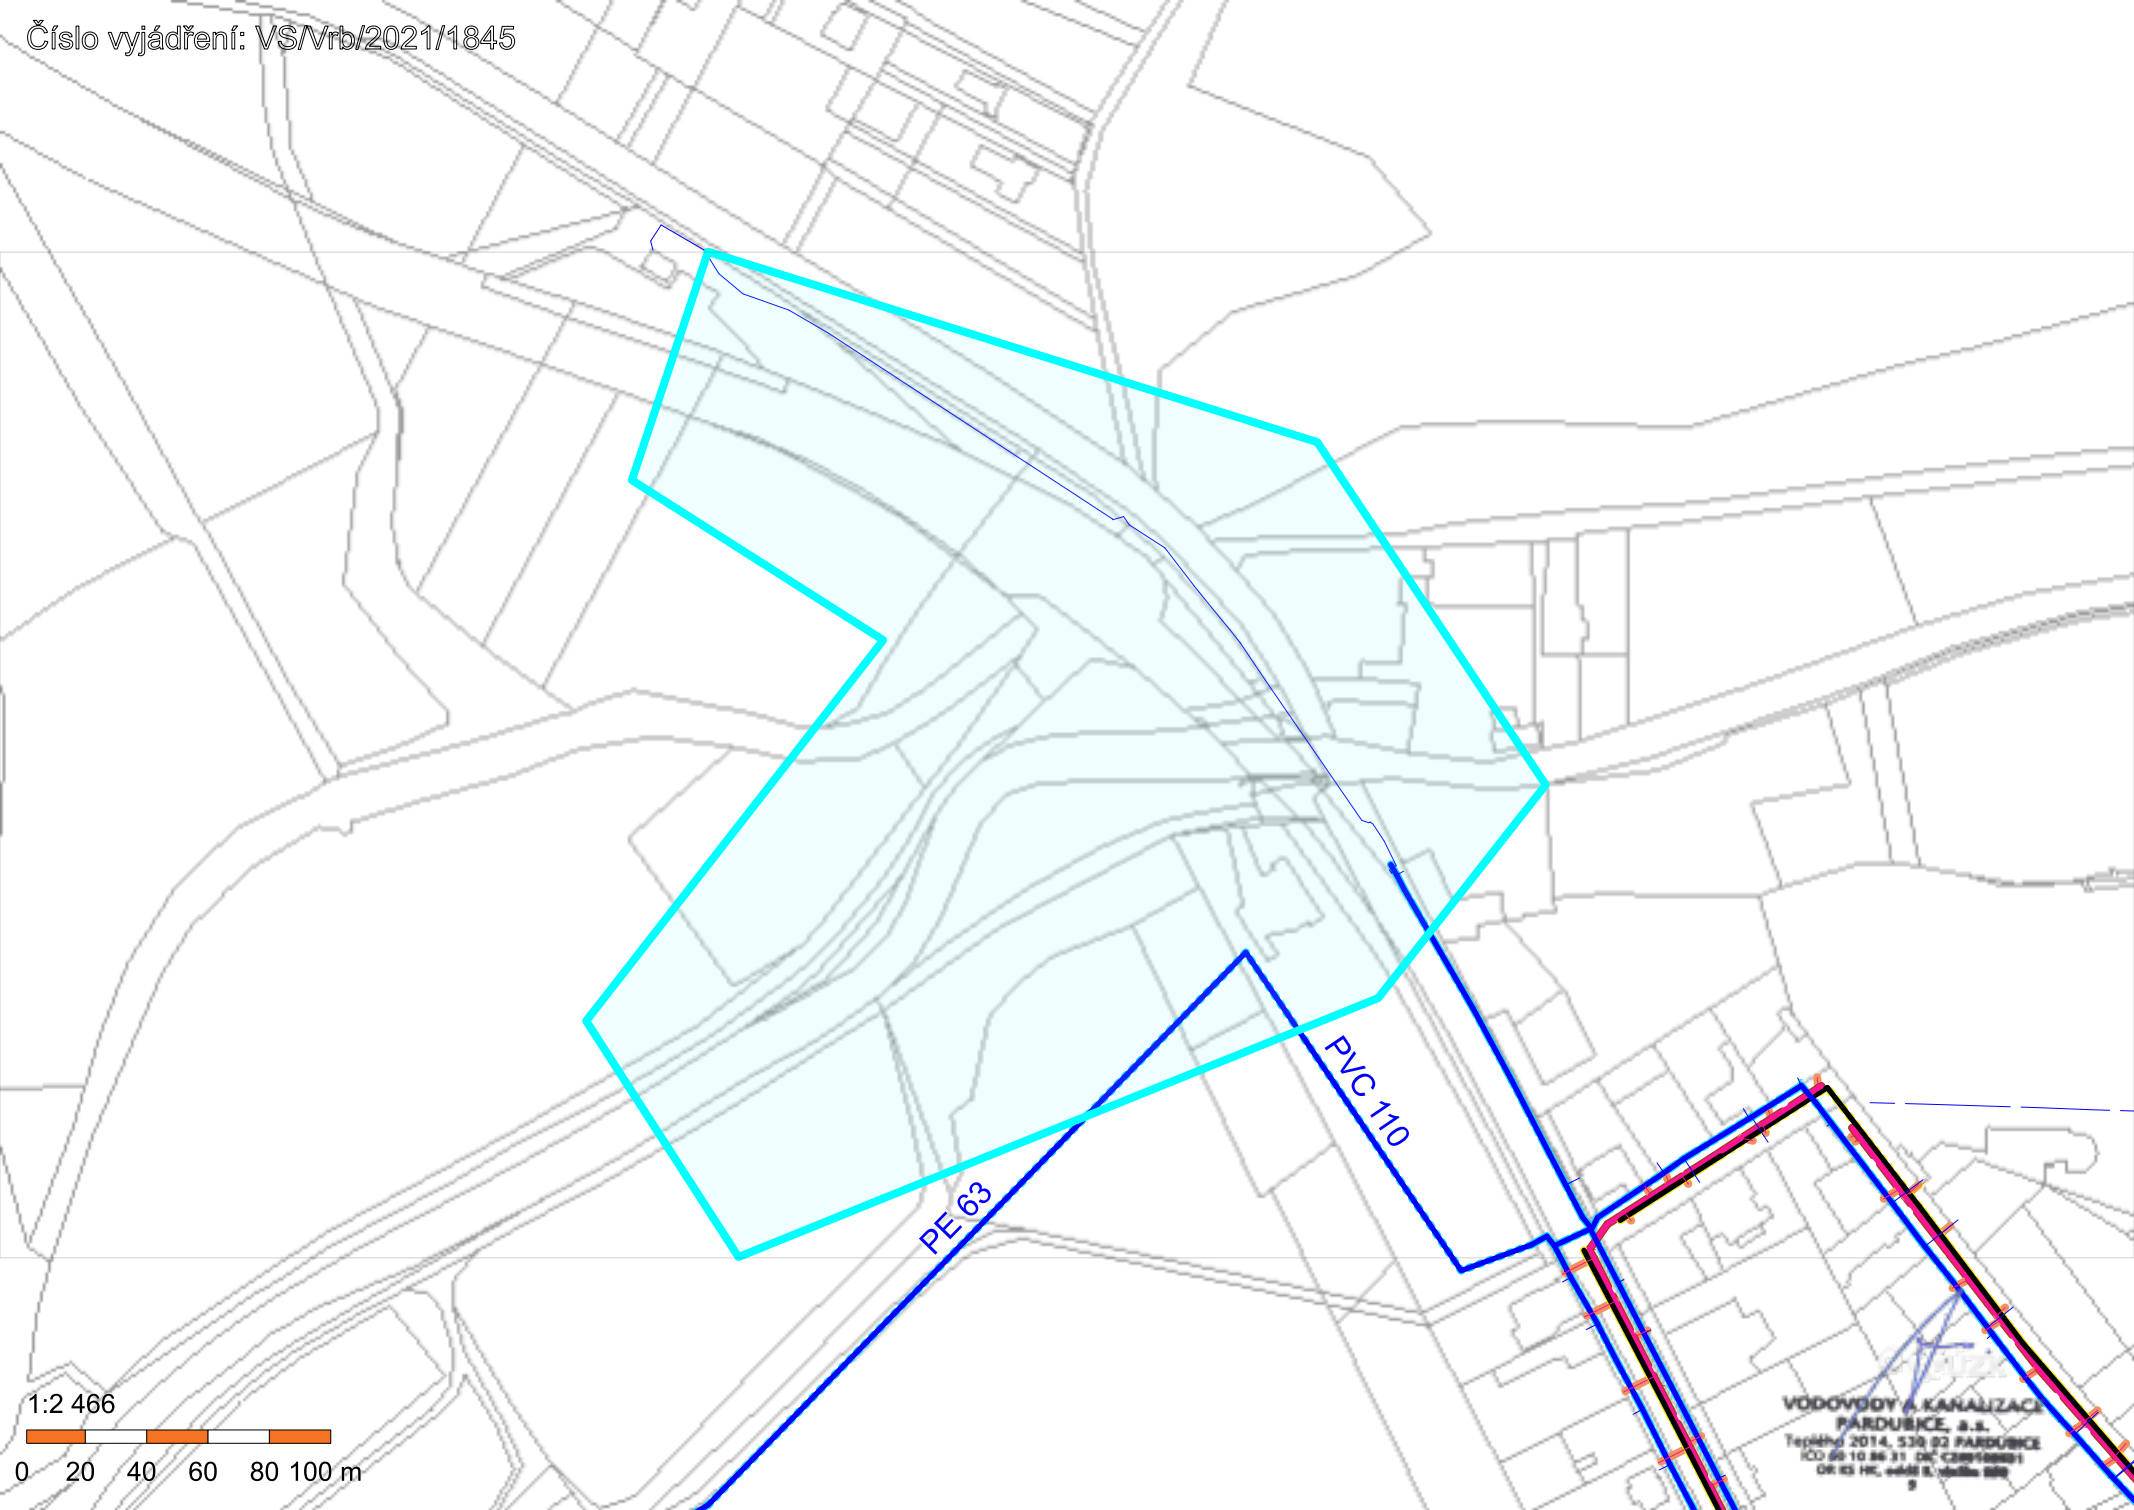 Číslo vyjádření: VS/Vrb/2021/1845
PVC 110
PE 63
1:2 466
0 20 40 60 80 100 m
VODOVODY A KANALIZACE
PARDUBICE, a.s.
Teplého 2014, 530 02 PARDUBICE
9